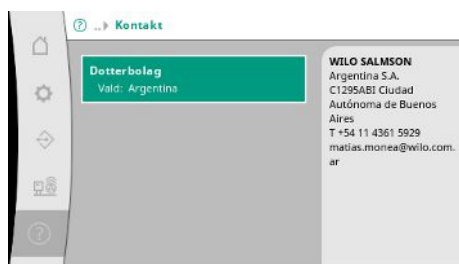 ..▸ Kontakt
Dotterbolag
Vald: Argentina
WILO SALMSON
Argentina S.A.
C1295ABI Ciudad
Autónoma de Buenos
Aires
T +54 11 4361 5929
matias.monea@wilo.com.
ar